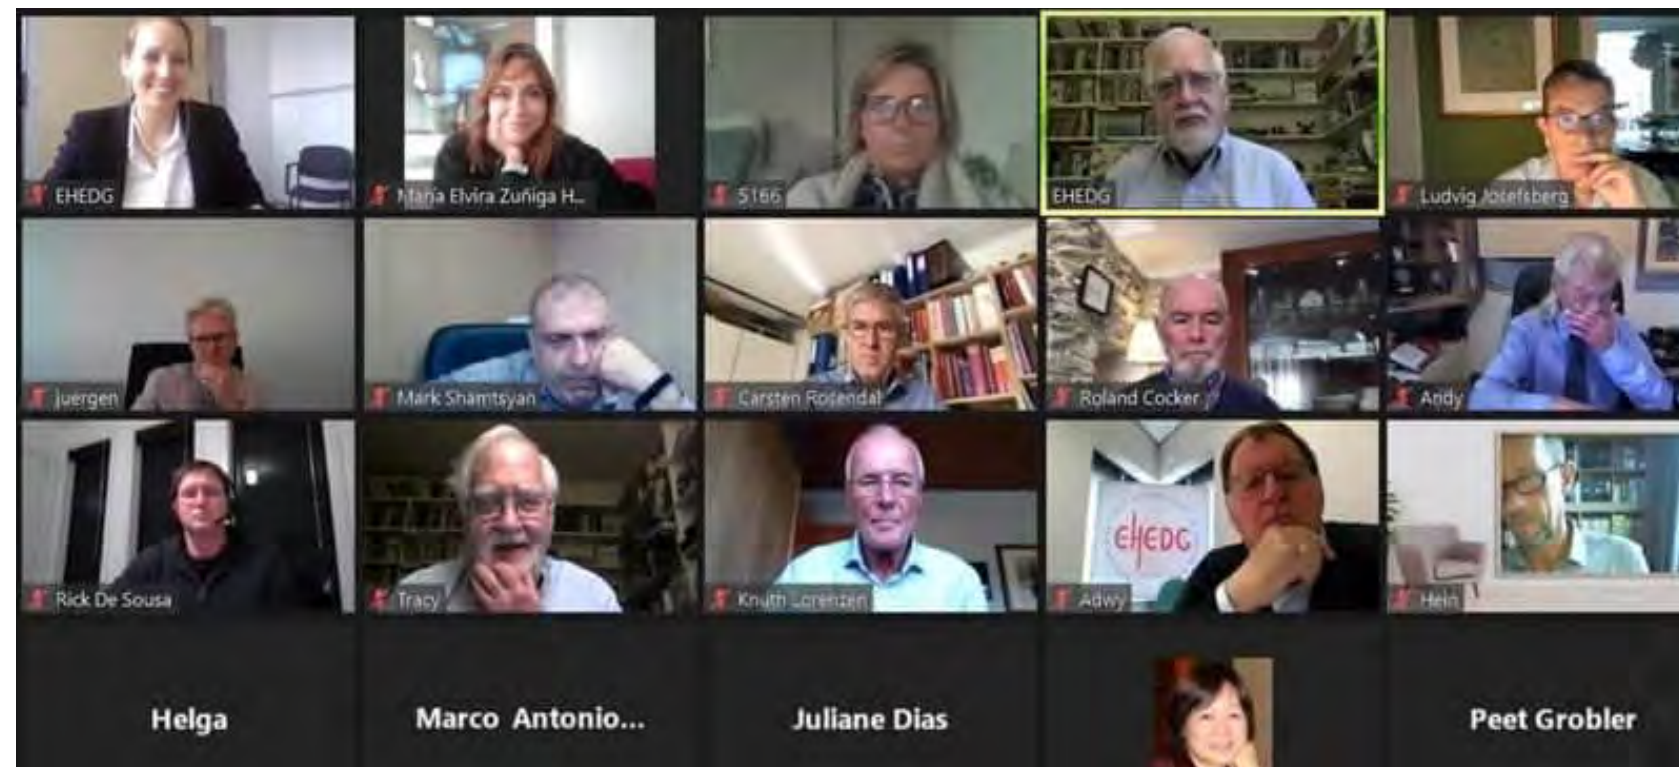 EHEDG
María Elvira Zuñiga H...
5166
EHEDG
Ludvig Josefsberg
Juergen
Mark Shamtsyan
Carsten Rosendal
Roland Cocker
Andy
Rick De Sousa
Tracy
Knuth Lorenzen
EHEDG
Adwy
Hein
Helga
Marco Antonio...
Juliane Dias
Peet Grobler